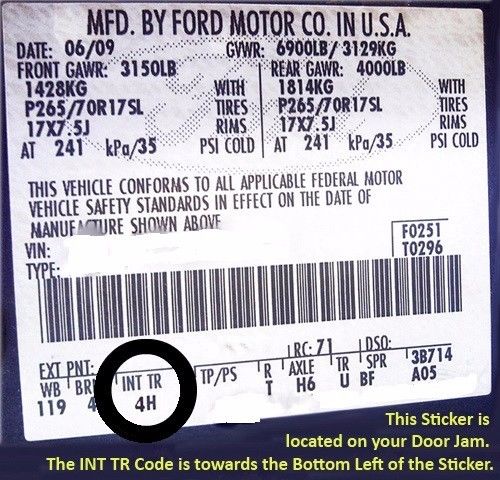 MFD. BY FORD MOTOR CO. IN U.S.A.
DATE: 06/09 GVWR: 6900LB/ 3129KG
FRONT GAWR: 3150LB REAR GAWR: 4000LB
1428KG WITH 1814KG WITH
P265/70R17SL TIRES P265/70R17SL TIRES
17X7.5J RIMS 17X7.5J RIMS
AT 241 kPa/35 PSI COLD AT 241 kPa/35 PSI COLD
THIS VEHICLE CONFORMS TO ALL APPLICABLE FEDERAL MOTOR
VEHICLE SAFETY STANDARDS IN EFFECT ON THE DATE OF
MANUFACTURE SHOWN ABOVE
VIN: F0251
TYPE: T0296
EXT PNT: RC: 71 DSO:
WB INT TR TP/PS R AXLE TR SPR 3B714
119 4 4H T H6 U BF A05
This Sticker is
located on your Door Jam.
The INT TR Code is towards the Bottom Left of the Sticker.